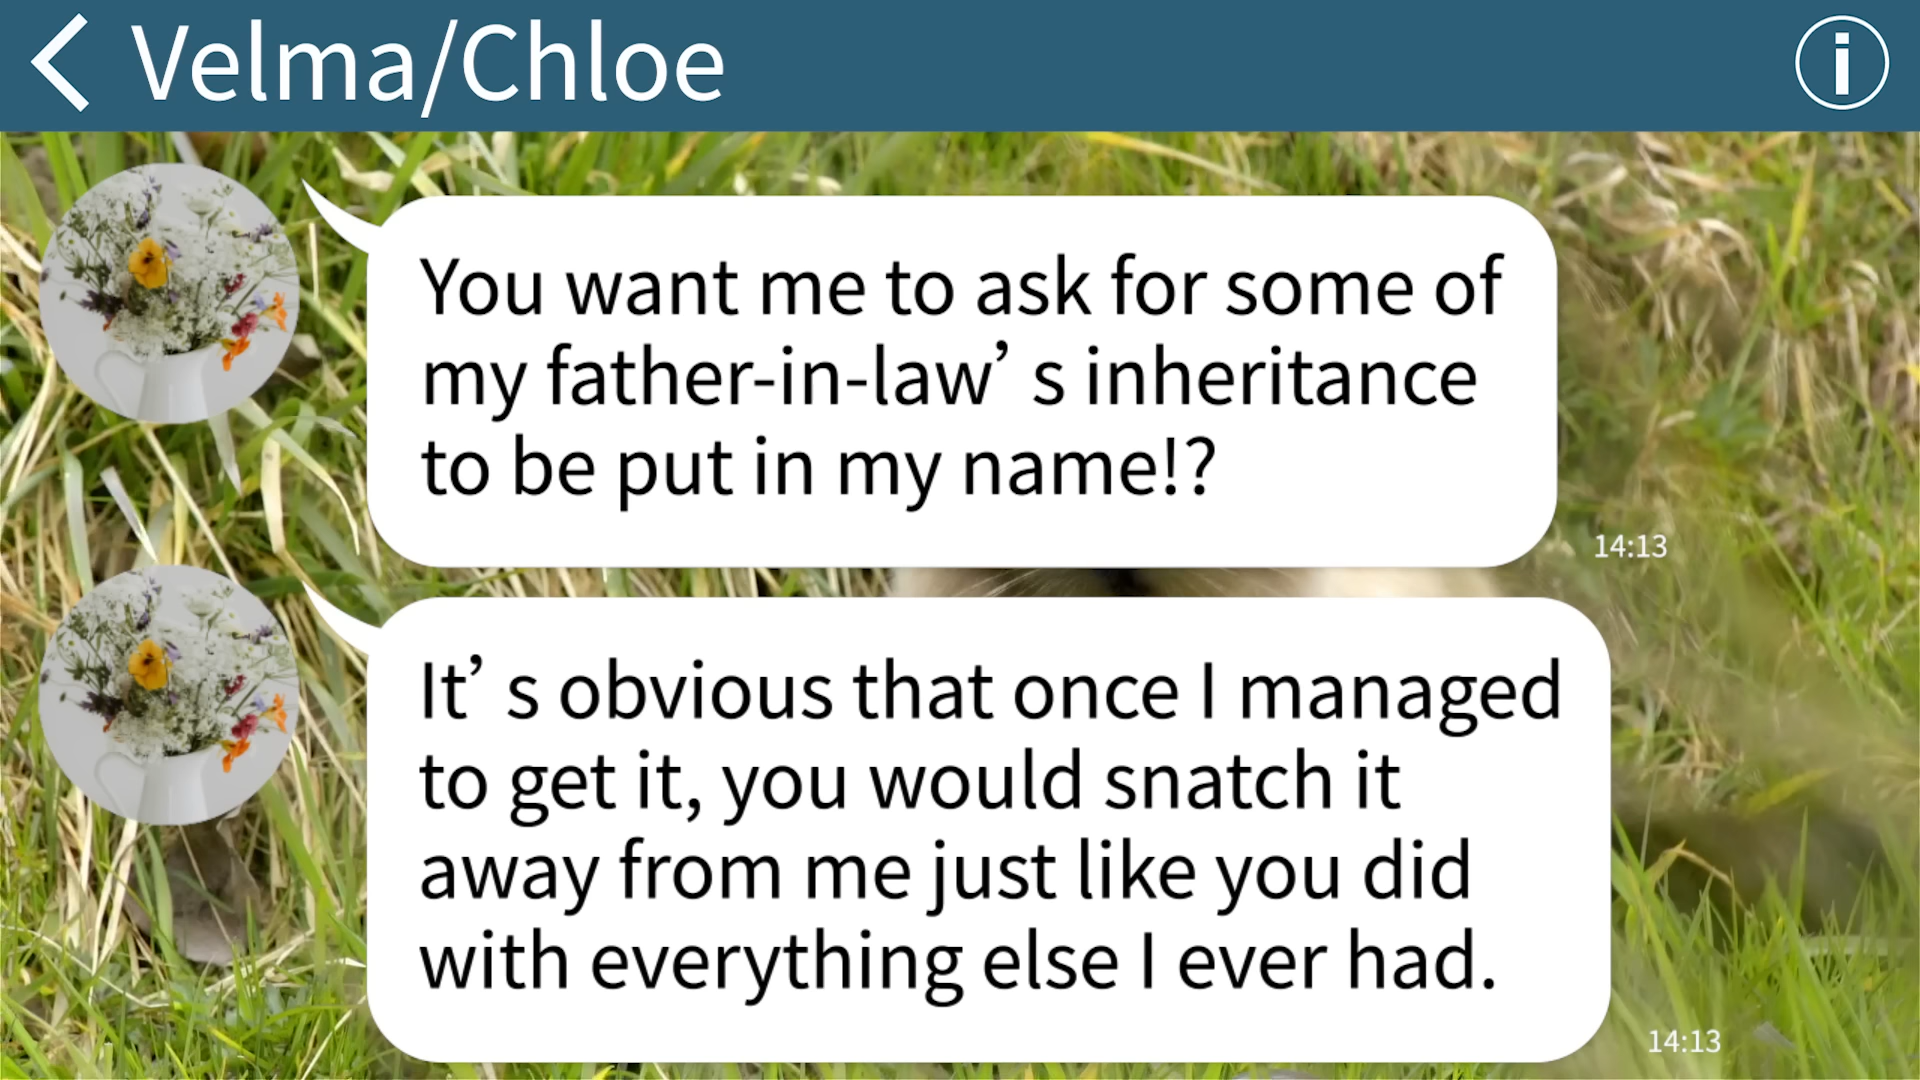 Velma/Chloe
You want me to ask for some of
my father-in-law’s inheritance
to be put in my name!?
14:13
It’s obvious that once I managed
to get it, you would snatch it
away from me just like you did
with everything else I ever had.
14:13